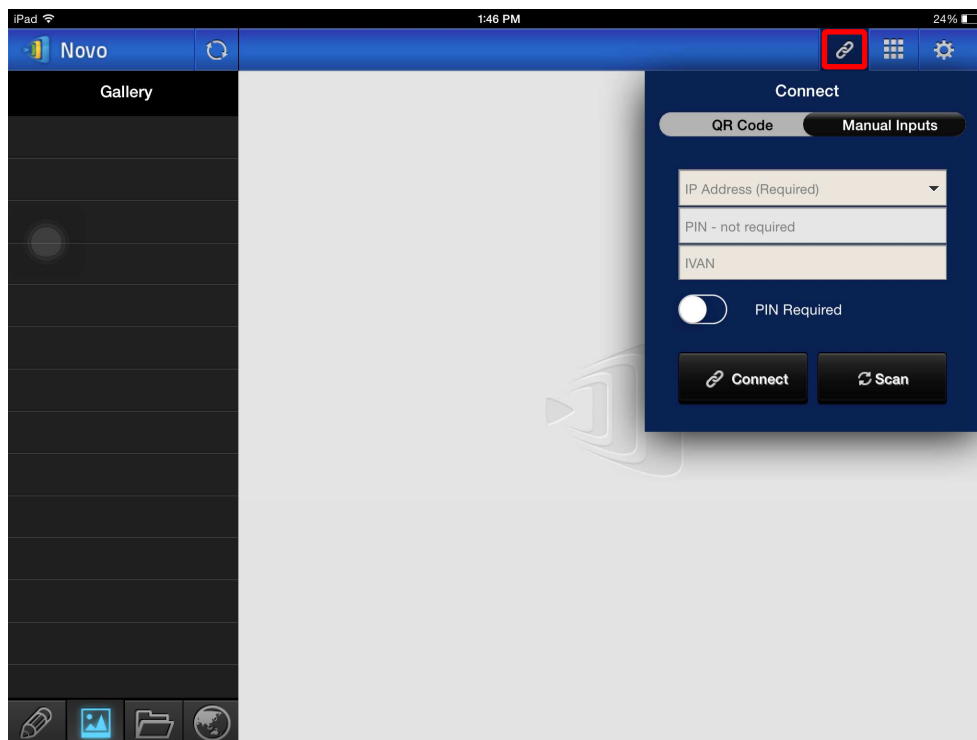 iPad 1:46 PM 24%
Novo
Gallery
Connect
QR Code Manual Inputs
IP Address (Required)
PIN - not required
IVAN
PIN Required
Connect Scan